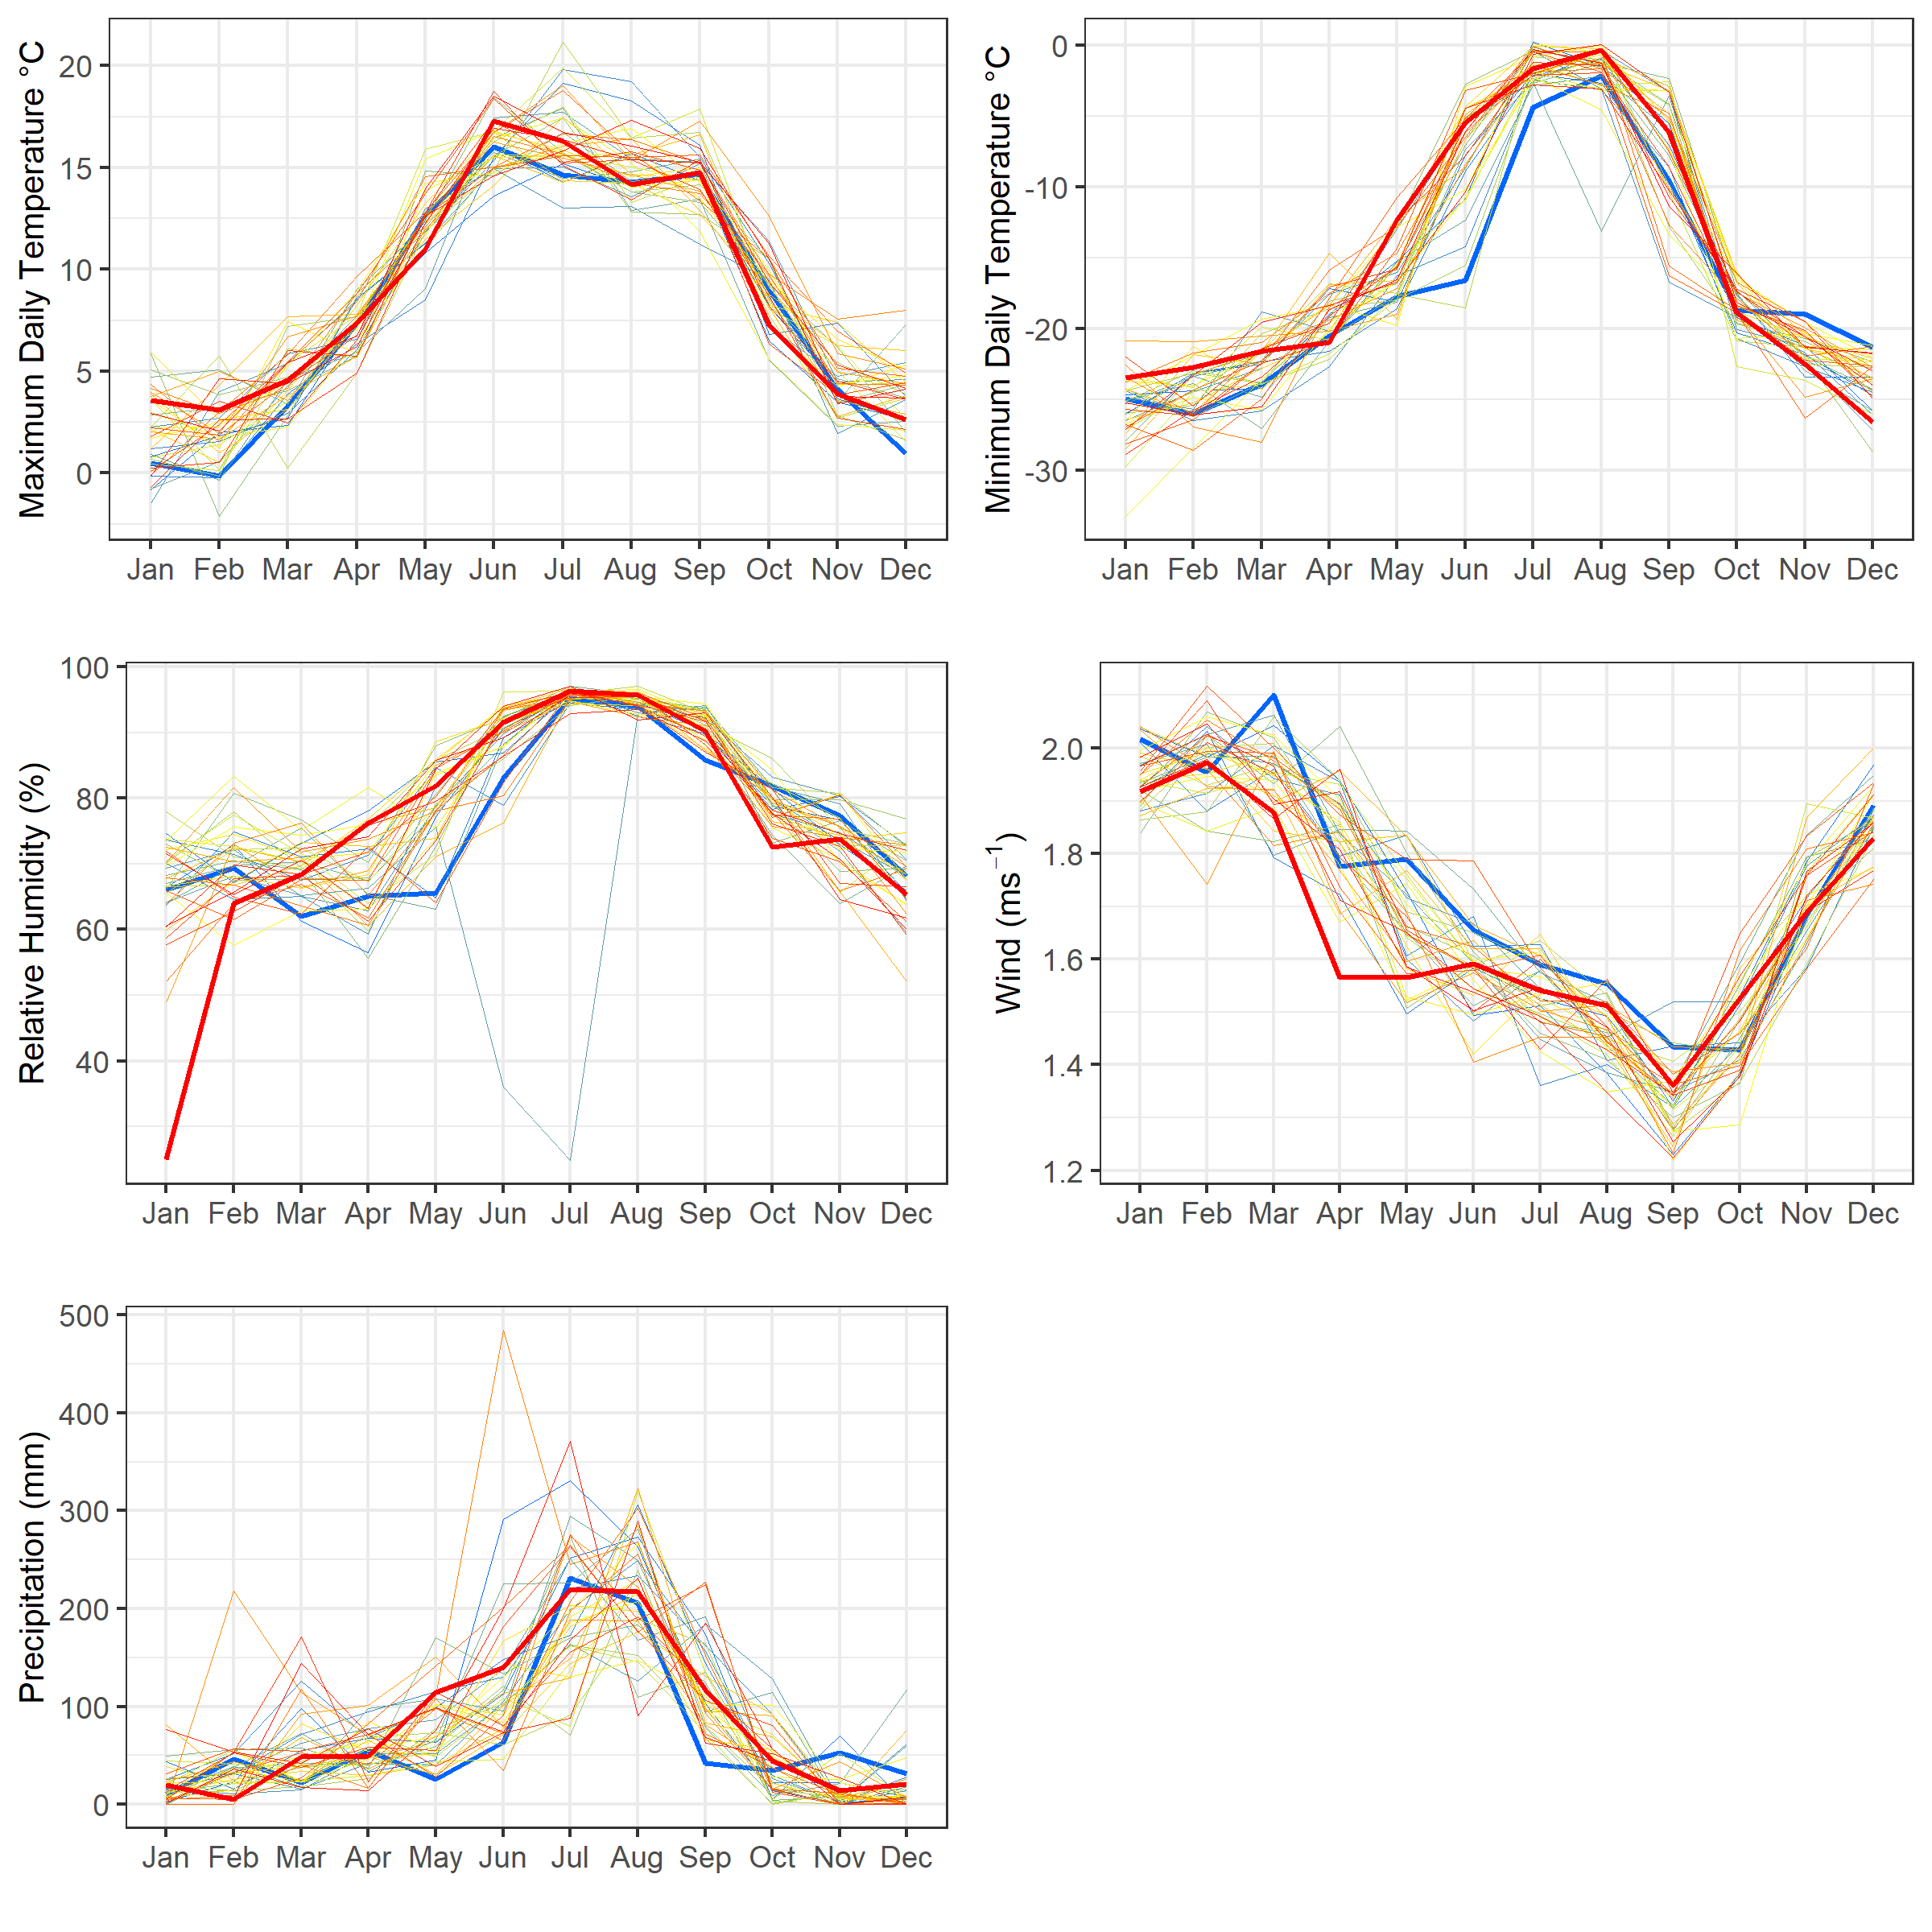 Maximum Daily Temperature °C
20
15
10
5
0
Jan Feb Mar Apr May Jun Jul Aug Sep Oct Nov Dec
Minimum Daily Temperature °C
0
-10
-20
-30
Jan Feb Mar Apr May Jun Jul Aug Sep Oct Nov Dec
Relative Humidity (%)
100
80
60
40
Jan Feb Mar Apr May Jun Jul Aug Sep Oct Nov Dec
Wind (ms⁻¹)
2.0
1.8
1.6
1.4
1.2
Jan Feb Mar Apr May Jun Jul Aug Sep Oct Nov Dec
Precipitation (mm)
500
400
300
200
100
0
Jan Feb Mar Apr May Jun Jul Aug Sep Oct Nov Dec